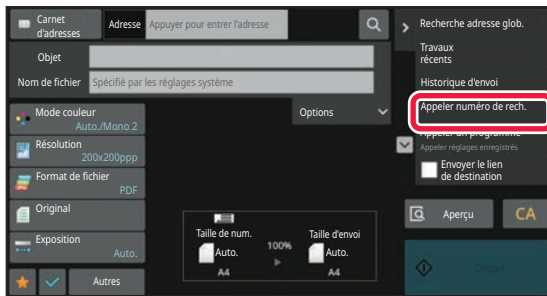 Carnet
d'adresses
Adresse
Appuyer pour entrer l'adresse
Objet
Nom de fichier
Spécifié par les réglages système
Mode couleur
Auto./Mono 2
Résolution
200x200ppp
Format de fichier
PDF
Original
Exposition
Auto.
Autres
Options
Taille de num.
Auto.
A4
100%
Taille d'envoi
Auto.
A4
Recherche adresse glob.
Travaux
récents
Historique d'envoi
Appeler numéro de rech.
Appeler un programme
Appeler réglages enregistrés
Envoyer le lien
de destination
Aperçu
CA
Départ